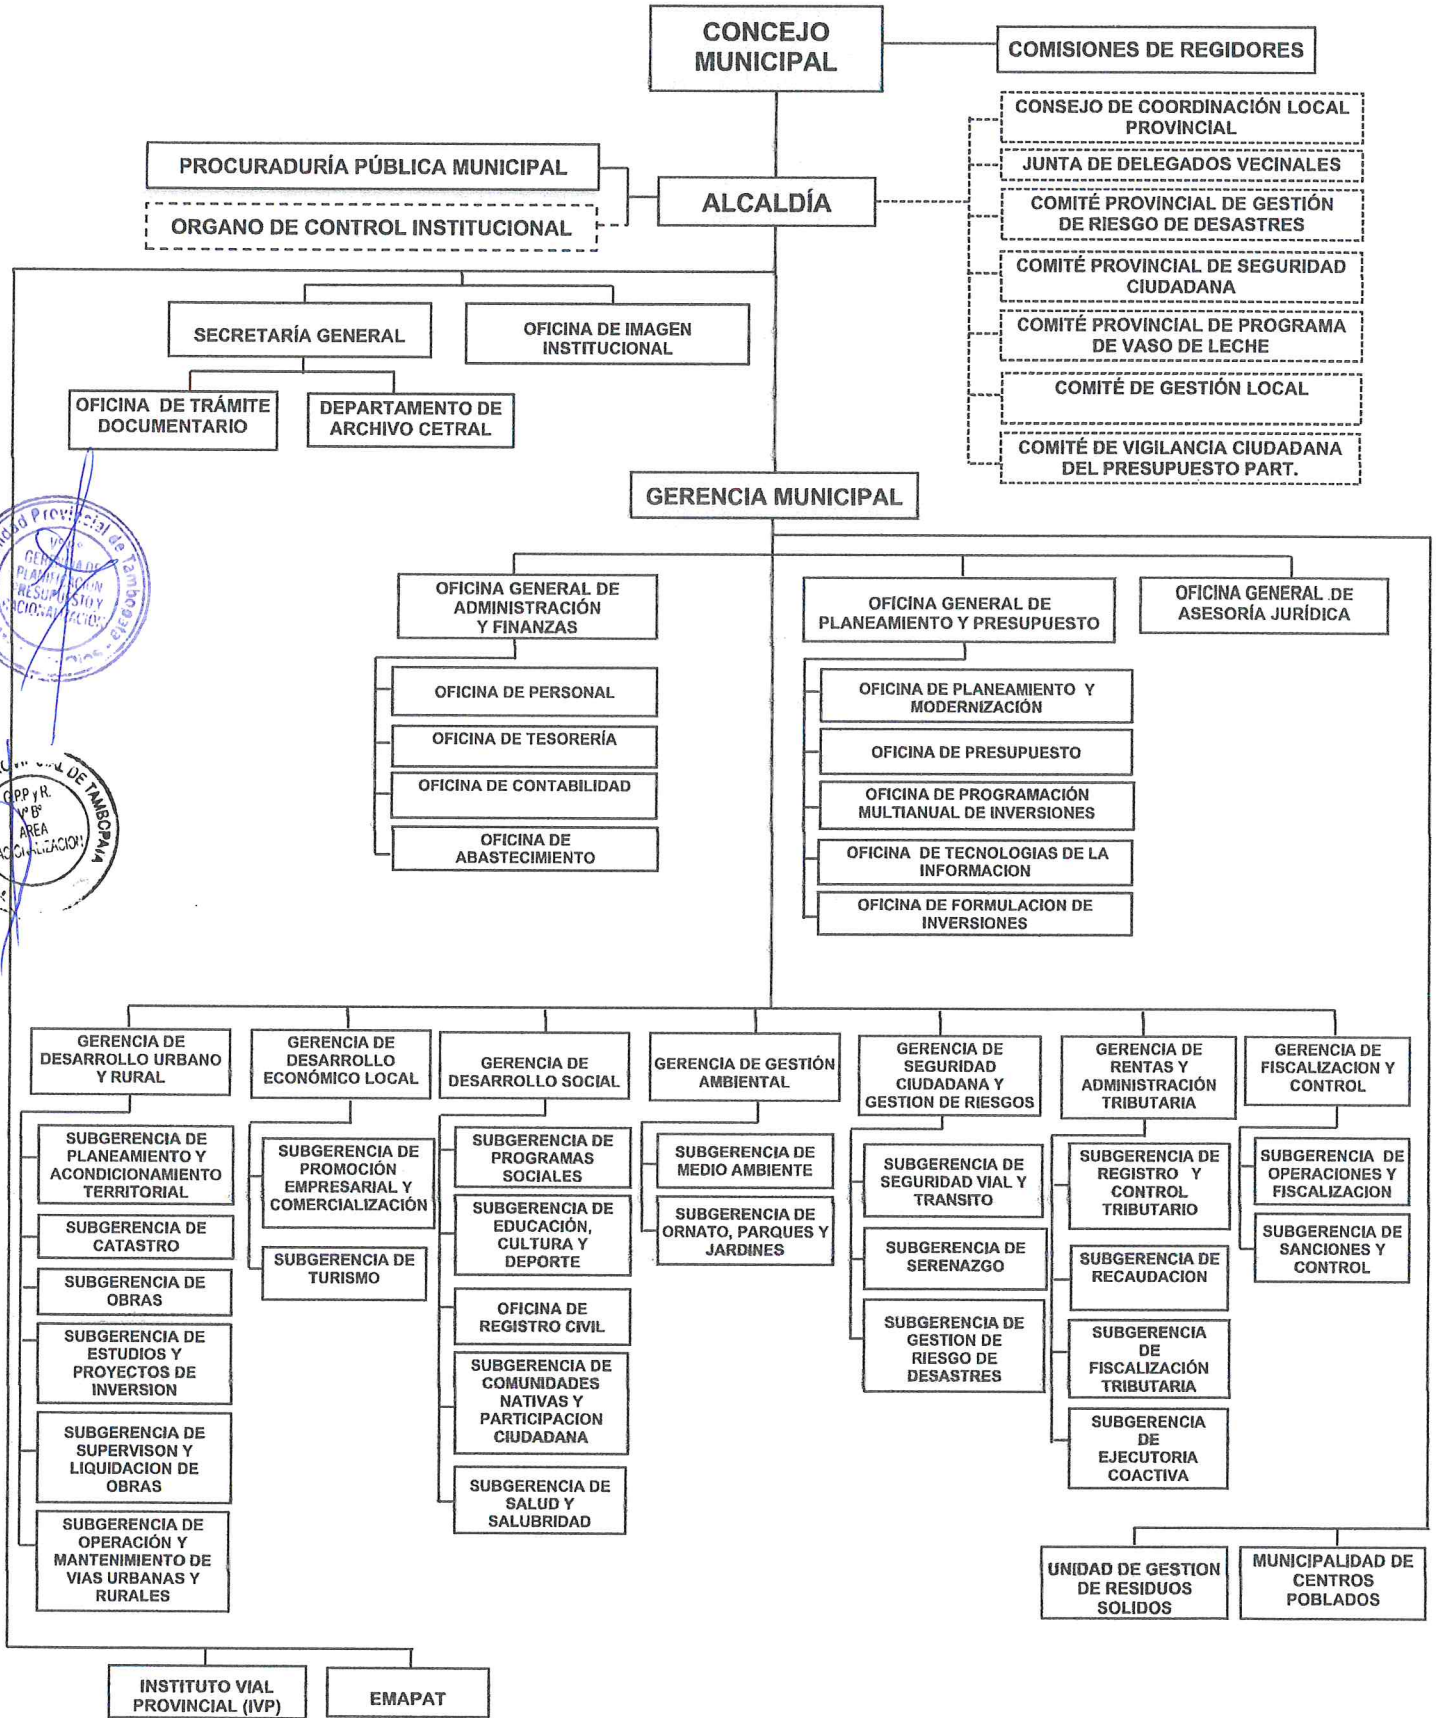 CONCEJO
MUNICIPAL
COMISIONES DE REGIDORES
CONSEJO DE COORDINACIÓN LOCAL
PROVINCIAL
JUNTA DE DELEGADOS VECINALES
COMITÉ PROVINCIAL DE GESTIÓN
DE RIESGO DE DESASTRES
COMITÉ PROVINCIAL DE SEGURIDAD
CIUDADANA
COMITÉ PROVINCIAL DE PROGRAMA
DE VASO DE LECHE
COMITÉ DE GESTIÓN LOCAL
COMITÉ DE VIGILANCIA CIUDADANA
DEL PRESUPUESTO PART.
PROCURADURÍA PÚBLICA MUNICIPAL
ORGANO DE CONTROL INSTITUCIONAL
ALCALDÍA
SECRETARÍA GENERAL
OFICINA DE IMAGEN
INSTITUCIONAL
OFICINA DE TRÁMITE
DOCUMENTARIO
DEPARTAMENTO DE
ARCHIVO CETRAL
GERENCIA MUNICIPAL
Provincial de Tambopata
GERENCIA DE
PLANIFICACION
PRESUPUESTO Y
DE TAMBOPATA
G.P.P y R.
V° B°
AREA
OFICINA GENERAL DE
ADMINISTRACIÓN
Y FINANZAS
OFICINA DE PERSONAL
OFICINA DE TESORERÍA
OFICINA DE CONTABILIDAD
OFICINA DE
ABASTECIMIENTO
OFICINA GENERAL DE
PLANEAMIENTO Y PRESUPUESTO
OFICINA DE PLANEAMIENTO Y
MODERNIZACIÓN
OFICINA DE PRESUPUESTO
OFICINA DE PROGRAMACIÓN
MULTIANUAL DE INVERSIONES
OFICINA DE TECNOLOGIAS DE LA
INFORMACION
OFICINA DE FORMULACION DE
INVERSIONES
OFICINA GENERAL .DE
ASESORÍA JURÍDICA
GERENCIA DE
DESARROLLO URBANO
Y RURAL
SUBGERENCIA DE
PLANEAMIENTO Y
ACONDICIONAMIENTO
TERRITORIAL
SUBGERENCIA DE
CATASTRO
SUBGERENCIA DE
OBRAS
SUBGERENCIA DE
ESTUDIOS Y
PROYECTOS DE
INVERSION
SUBGERENCIA DE
SUPERVISON Y
LIQUIDACION DE
OBRAS
SUBGERENCIA DE
OPERACIÓN Y
MANTENIMIENTO DE
VIAS URBANAS Y
RURALES
GERENCIA DE
DESARROLLO
ECONÓMICO LOCAL
SUBGERENCIA DE
PROMOCIÓN
EMPRESARIAL Y
COMERCIALIZACIÓN
SUBGERENCIA DE
TURISMO
GERENCIA DE
DESARROLLO SOCIAL
SUBGERENCIA DE
PROGRAMAS
SOCIALES
SUBGERENCIA DE
EDUCACIÓN,
CULTURA Y
DEPORTE
OFICINA DE
REGISTRO CIVIL
SUBGERENCIA DE
COMUNIDADES
NATIVAS Y
PARTICIPACION
CIUDADANA
SUBGERENCIA DE
SALUD Y
SALUBRIDAD
GERENCIA DE GESTIÓN
AMBIENTAL
SUBGERENCIA DE
MEDIO AMBIENTE
SUBGERENCIA DE
ORNATO, PARQUES Y
JARDINES
GERENCIA DE
SEGURIDAD
CIUDADANA Y
GESTION DE RIESGOS
SUBGERENCIA DE
SEGURIDAD VIAL Y
TRANSITO
SUBGERENCIA DE
SERENAZGO
SUBGERENCIA DE
GESTION DE
RIESGO DE
DESASTRES
GERENCIA DE
RENTAS Y
ADMINISTRACIÓN
TRIBUTARIA
SUBGERENCIA DE
REGISTRO Y
CONTROL
TRIBUTARIO
SUBGERENCIA DE
RECAUDACION
SUBGERENCIA
DE
FISCALIZACIÓN
TRIBUTARIA
SUBGERENCIA
DE
EJECUTORIA
COACTIVA
GERENCIA DE
FISCALIZACION Y
CONTROL
SUBGERENCIA DE
OPERACIONES Y
FISCALIZACION
SUBGERENCIA DE
SANCIONES Y
CONTROL
UNIDAD DE GESTION
DE RESIDUOS
SOLIDOS
MUNICIPALIDAD DE
CENTROS
POBLADOS
INSTITUTO VIAL
PROVINCIAL (IVP)
EMAPAT